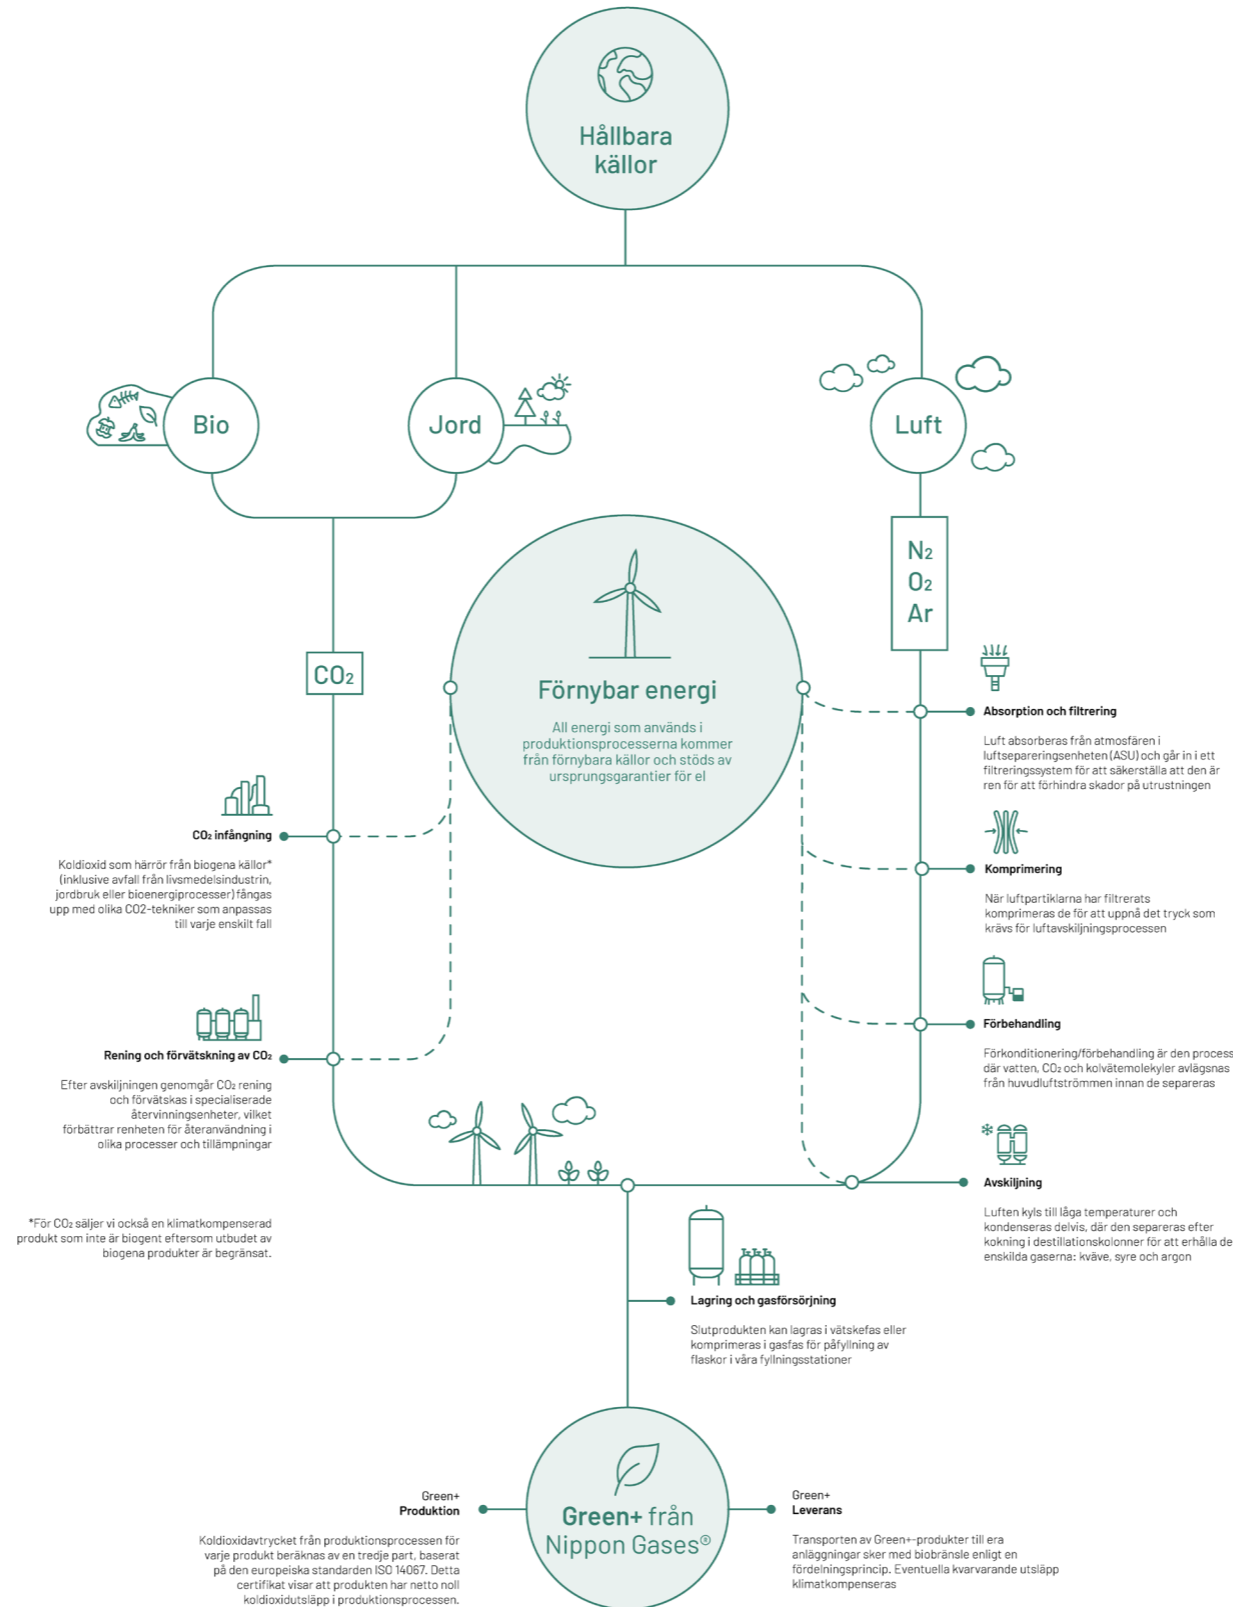 Hållbara
källor
Bio
Jord
Luft
N₂
O₂
Ar
CO₂
Förnybar energi
All energi som används i
produktionsprocesserna kommer
från förnybara källor och stöds av
ursprungsgarantier för el
CO₂ infångning
Koldioxid som härrör från biogena källor*
(inklusive avfall från livsmedelsindustrin,
jordbruk eller bioenergiprocesser) fångas
upp med olika CO2-tekniker som anpassas
till varje enskilt fall
Rening och förvätskning av CO₂
Efter avskiljningen genomgår CO₂ rening
och förvätskas i specialiserade
återvinningsenheter, vilket
förbättrar renheten för återanvändning i
olika processer och tillämpningar
*För CO₂ säljer vi också en klimatkompenserad
produkt som inte är biogent eftersom utbudet av
biogena produkter är begränsat.
Absorption och filtrering
Luft absorberas från atmosfären i
luftsepareringsenheten (ASU) och går in i ett
filtreringssystem för att säkerställa att den är
ren för att förhindra skador på utrustningen
Komprimering
När luftpartiklarna har filtrerats
komprimeras de för att uppnå det tryck som
krävs för luftavskiljningsprocessen
Förbehandling
Förkonditionering/förbehandling är den process
där vatten, CO₂ och kolvätemolekyler avlägsnas
från huvudluftströmmen innan de separeras
Avskiljning
Luften kyls till låga temperaturer och
kondenseras delvis, där den separeras efter
kokning i destillationskolonner för att erhålla de
enskilda gaserna: kväve, syre och argon
Lagring och gasförsörjning
Slutprodukten kan lagras i vätskefas eller
komprimeras i gasfas för påfyllning av
flaskor i våra fyllningsstationer
Green+ från
Nippon Gases®
Green+
Produktion
Koldioxidavtrycket från produktionsprocessen för
varje produkt beräknas av en tredje part, baserat
på den europeiska standarden ISO 14067. Detta
certifikat visar att produkten har netto noll
koldioxidutsläpp i produktionsprocessen.
Green+
Leverans
Transporten av Green+-produkter till era
anläggningar sker med biobränsle enligt en
fördelningsprincip. Eventuella kvarvarande utsläpp
klimatkompenseras